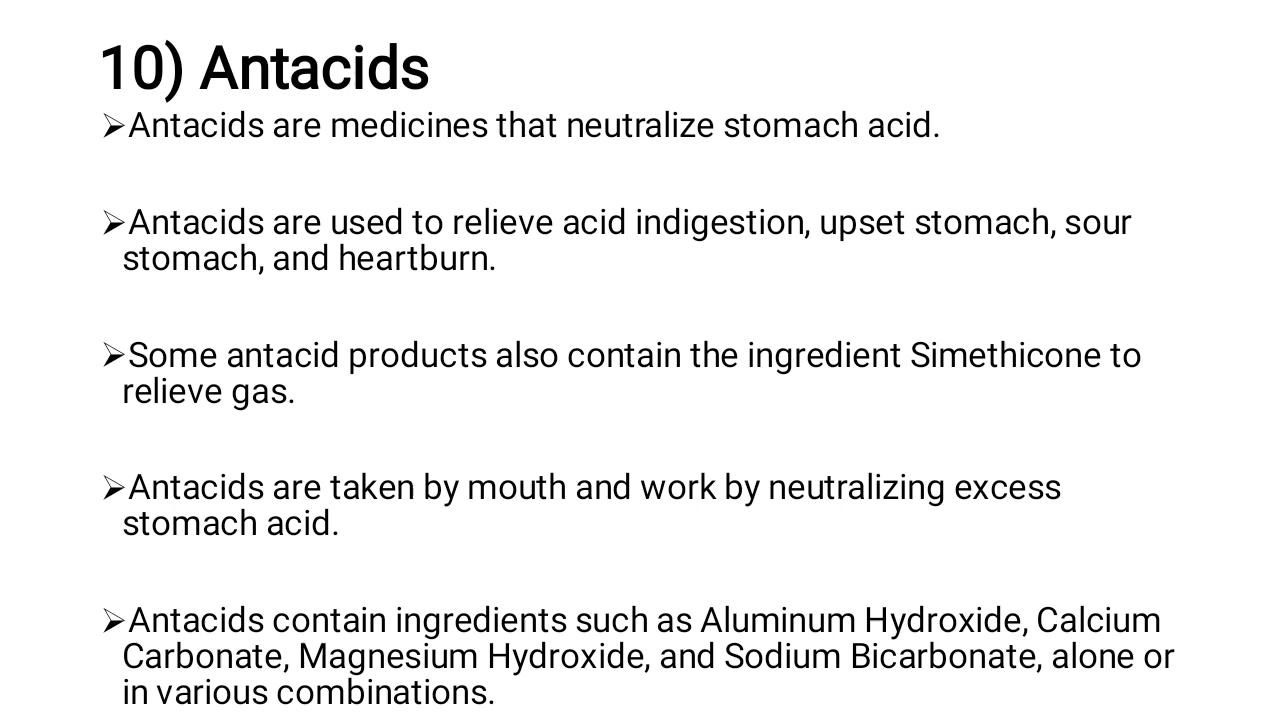 10) Antacids
➢Antacids are medicines that neutralize stomach acid.
➢Antacids are used to relieve acid indigestion, upset stomach, sour
stomach, and heartburn.
➢Some antacid products also contain the ingredient Simethicone to
relieve gas.
➢Antacids are taken by mouth and work by neutralizing excess
stomach acid.
➢Antacids contain ingredients such as Aluminum Hydroxide, Calcium
Carbonate, Magnesium Hydroxide, and Sodium Bicarbonate, alone or
in various combinations.